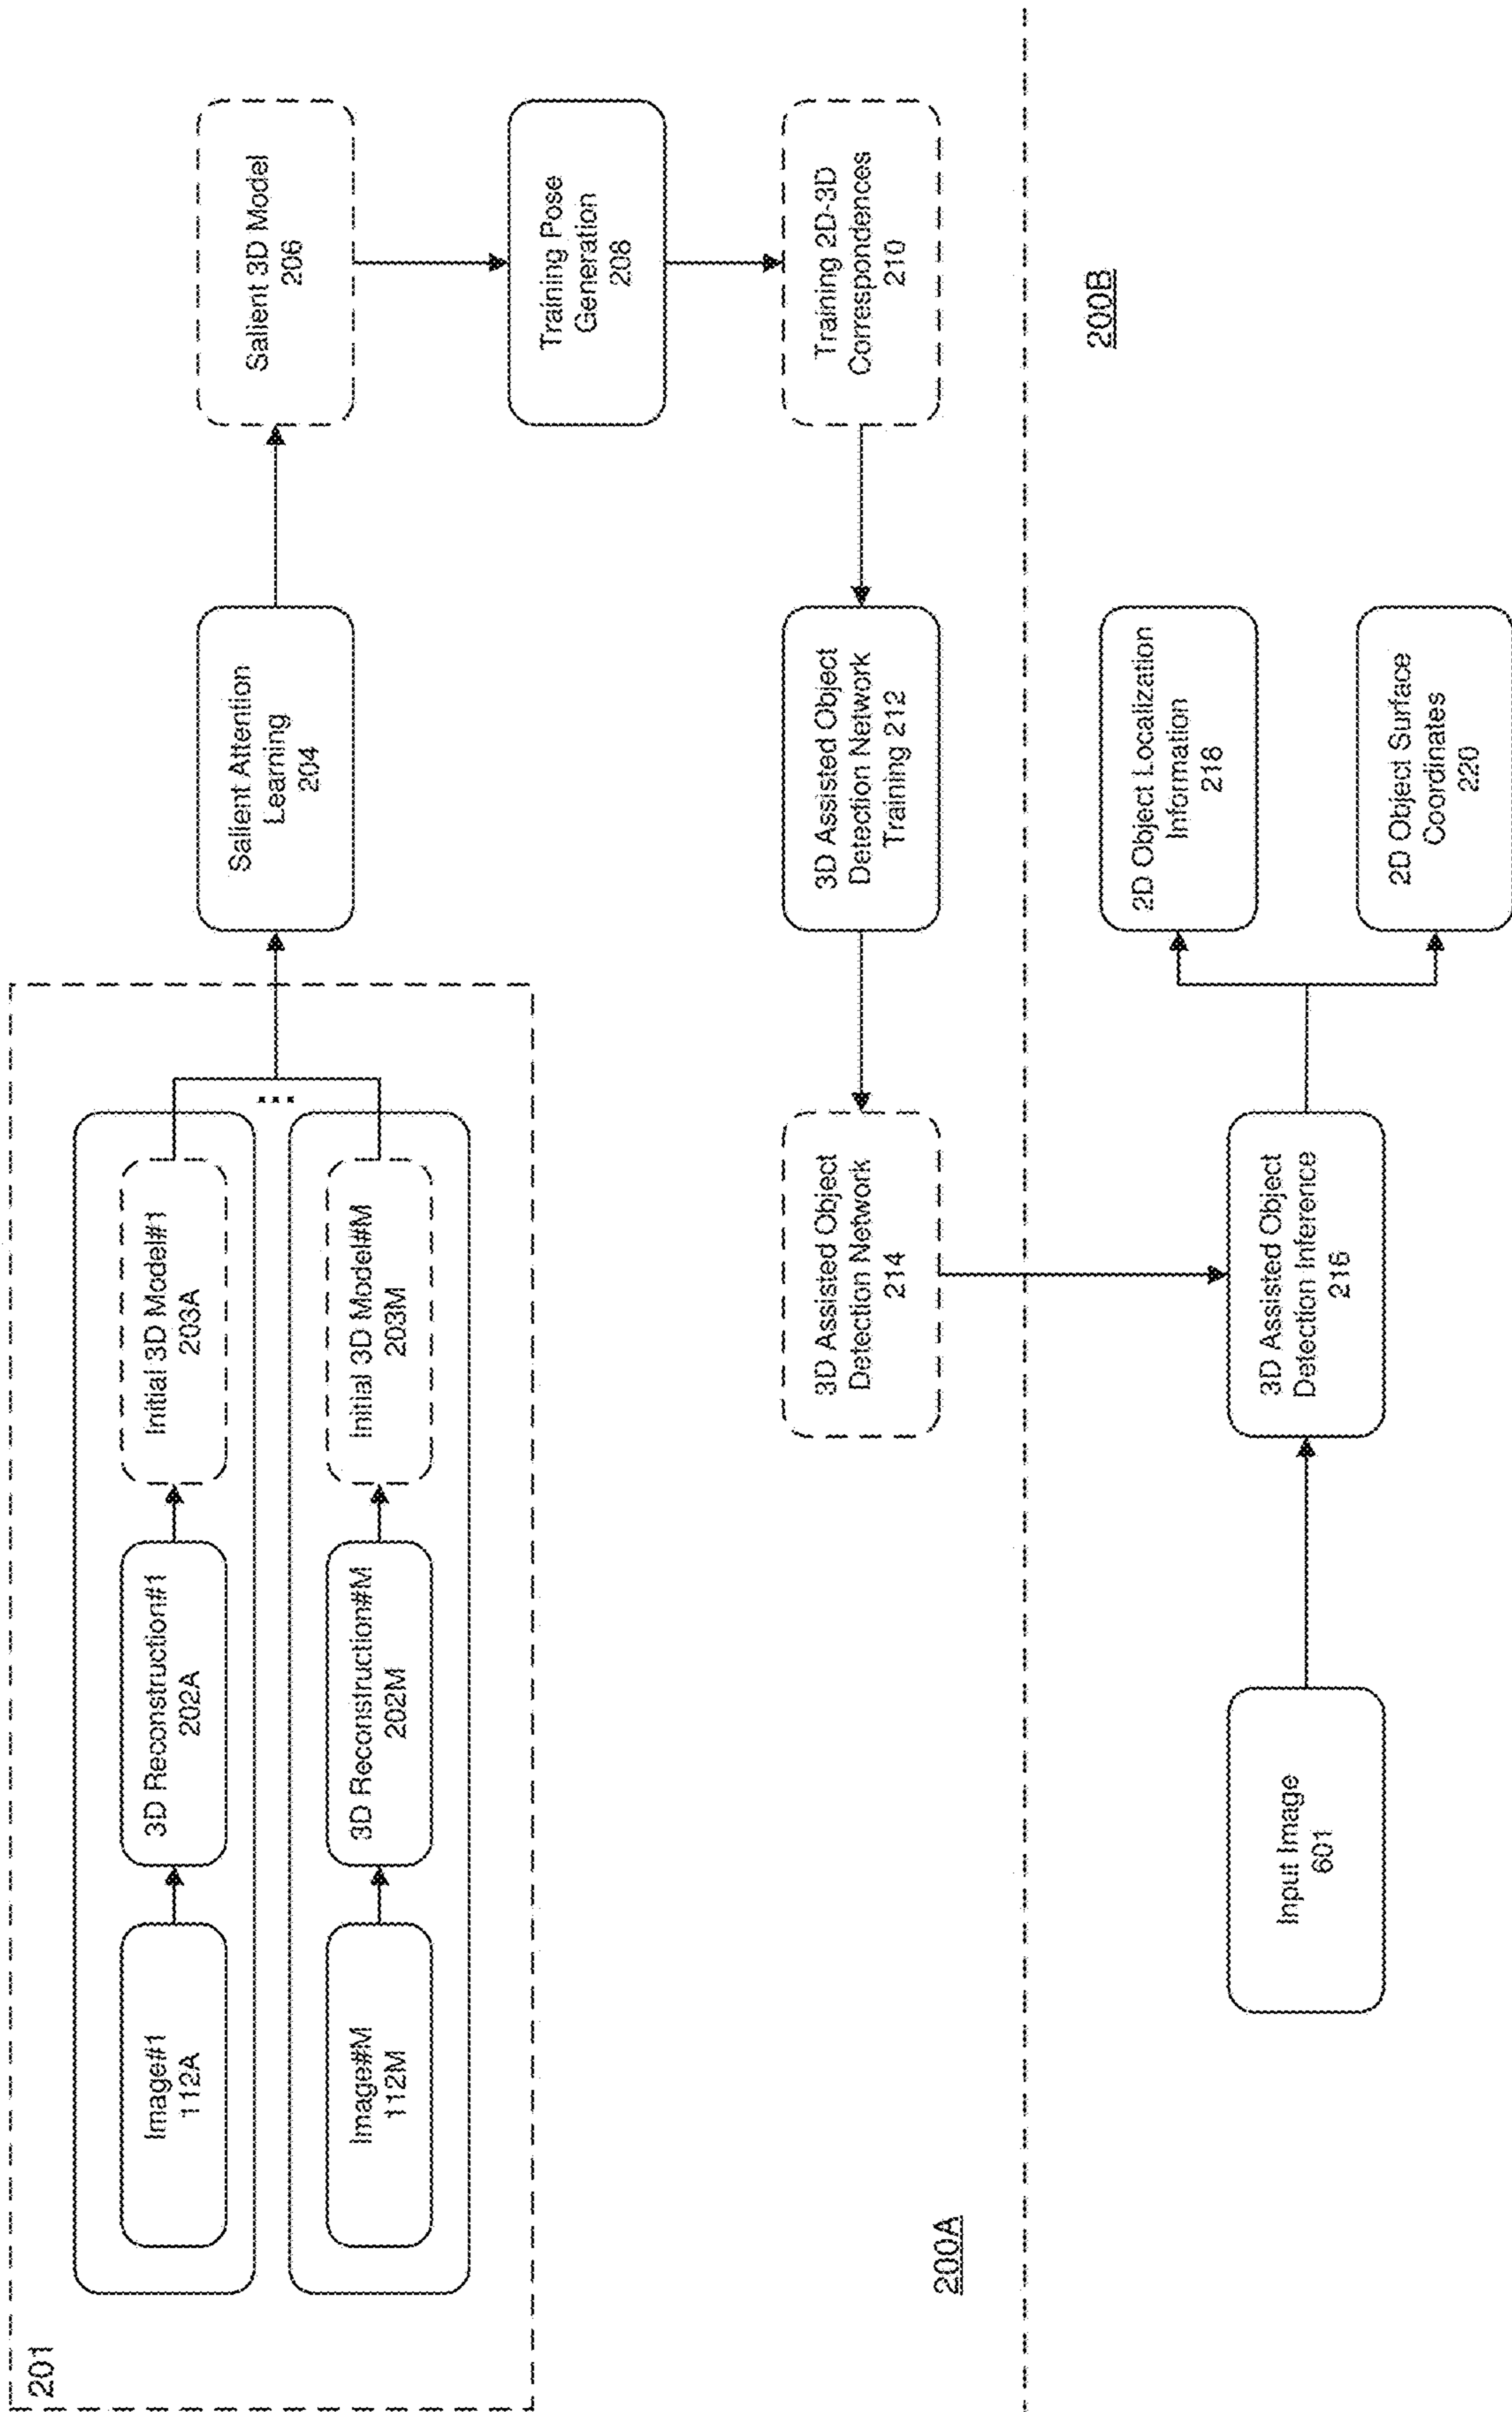 201
Image#1
112A
3D Reconstruction#1
202A
Initial 3D Model#1
203A
Image#M
112M
3D Reconstruction#M
202M
Initial 3D Model#M
203M
...
Salient Attention
Learning
204
Salient 3D Model
206
Training Pose
Generation
208
Training 2D-3D
Correspondences
210
3D Assisted Object
Detection Network
Training 212
3D Assisted Object
Detection Network
214
200A
200B
Input Image
601
3D Assisted Object
Detection Inference
216
2D Object Localization
Information
218
2D Object Surface
Coordinates
220